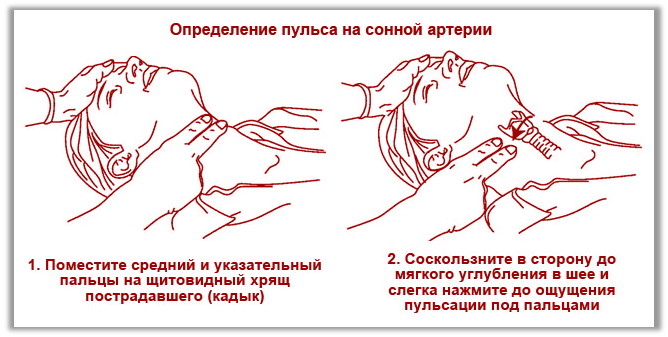 Определение пульса на сонной артерии
1. Поместите средний и указательный
пальцы на щитовидный хрящ
пострадавшего (кадык)
2. Соскользните в сторону до
мягкого углубления в шее и
слегка нажмите до ощущения
пульсации под пальцами